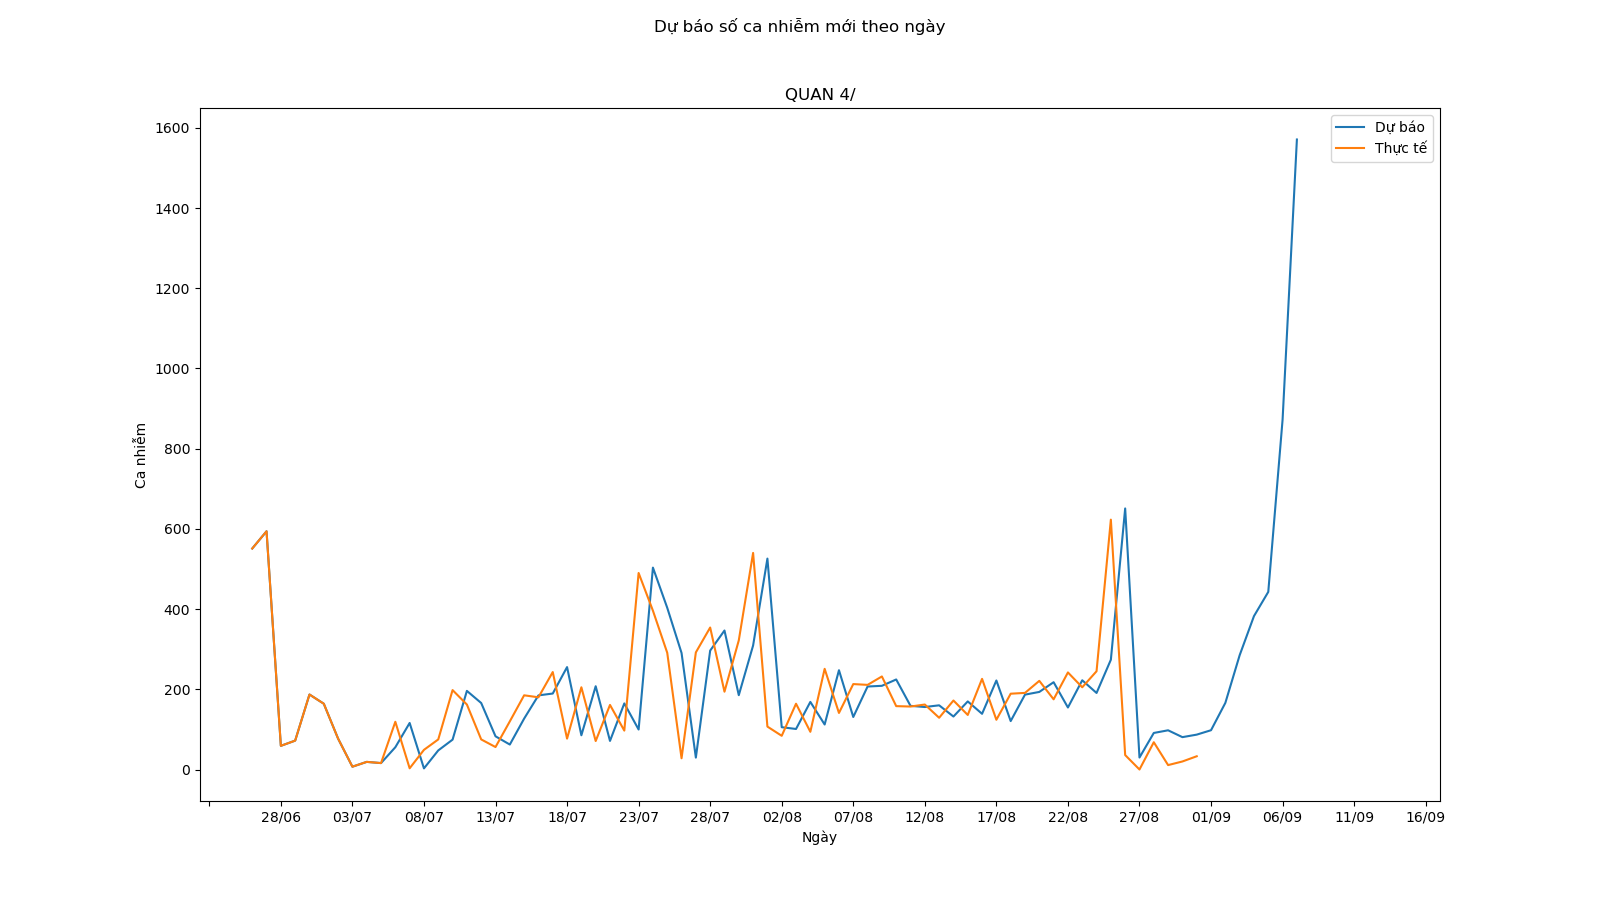 Dự báo số ca nhiễm mới theo ngày
QUAN 4/
Dự báo
Thực tế
1600
1400
1200
1000
800
600
400
200
0
Ca nhiễm
28/06 03/07 08/07 13/07 18/07 23/07 28/07 02/08 07/08 12/08 17/08 22/08 27/08 01/09 06/09 11/09 16/09
Ngày